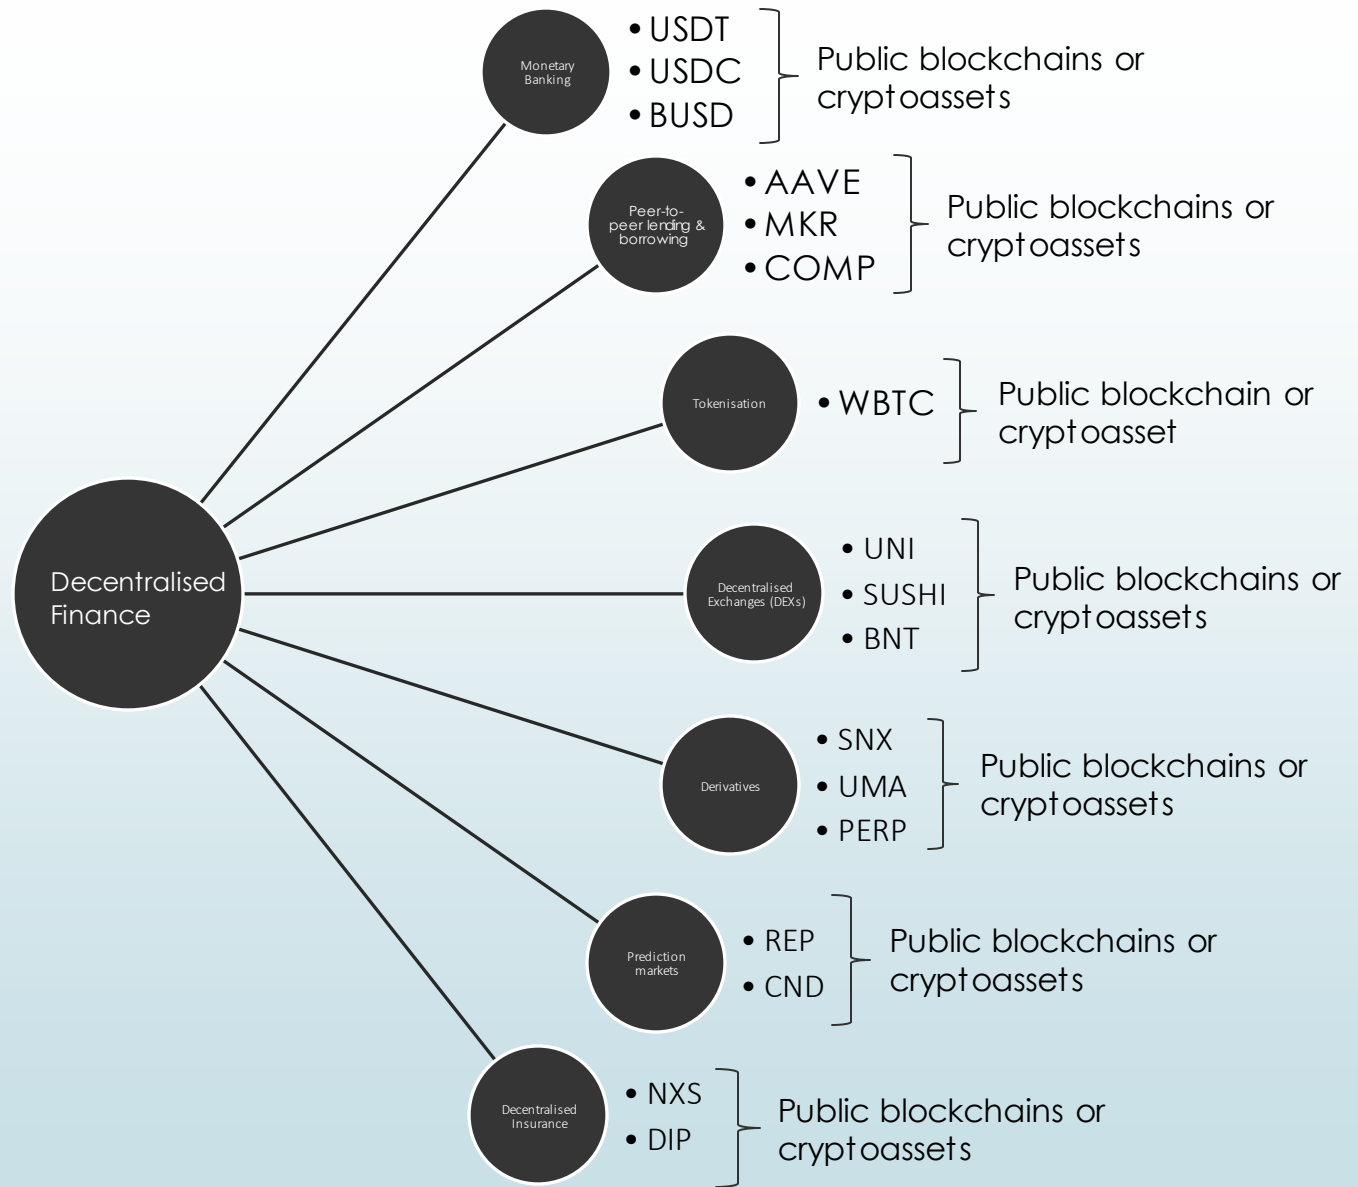 Decentralised
Finance
Monetary
Banking
• USDT
• USDC
• BUSD
Public blockchains or
cryptoassets
Peer-to-
peer lending &
borrowing
• AAVE
• MKR
• COMP
Public blockchains or
cryptoassets
Tokenisation
• WBTC
Public blockchain or
cryptoasset
Decentralised
Exchanges (DEXs)
• UNI
• SUSHI
• BNT
Public blockchains or
cryptoassets
Derivatives
• SNX
• UMA
• PERP
Public blockchains or
cryptoassets
Prediction
markets
• REP
• CND
Public blockchains or
cryptoassets
Decentralised
Insurance
• NXS
• DIP
Public blockchains or
cryptoassets